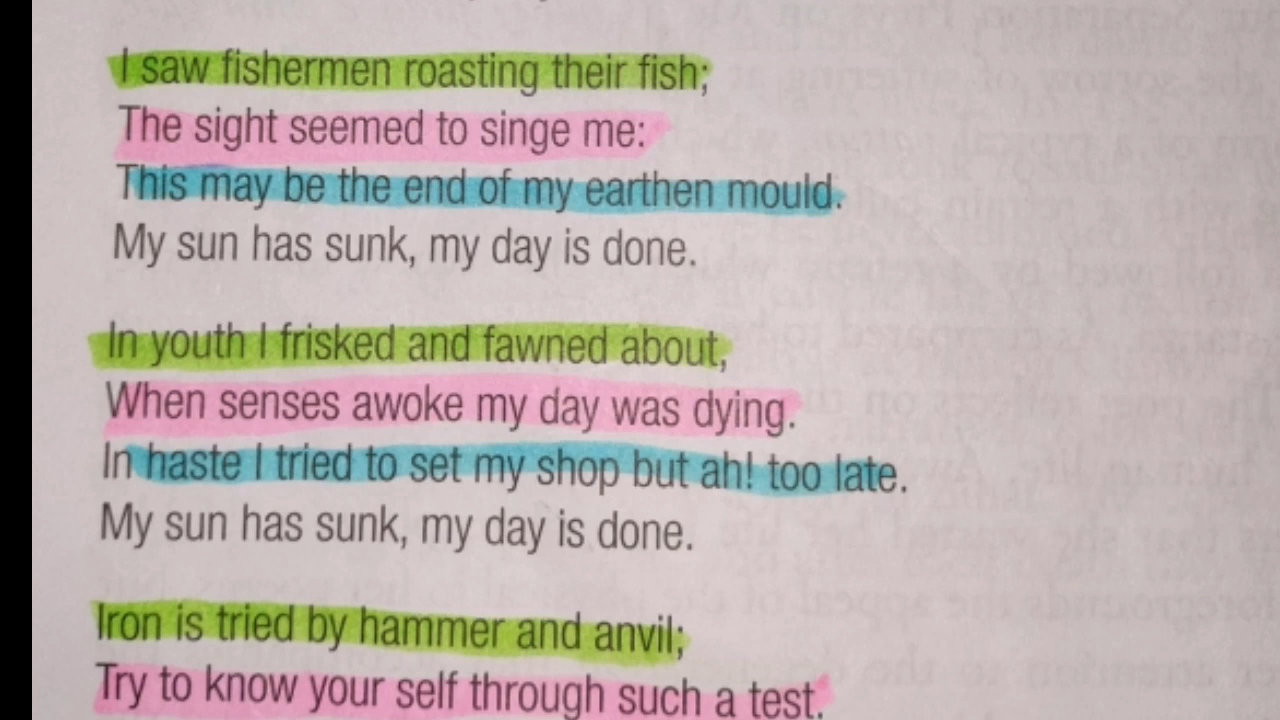 I saw fishermen roasting their fish;
The sight seemed to singe me:
This may be the end of my earthen mould.
My sun has sunk, my day is done.
In youth I frisked and fawned about,
When senses awoke my day was dying.
In haste I tried to set my shop but ah! too late.
My sun has sunk, my day is done.
Iron is tried by hammer and anvil;
Try to know your self through such a test.